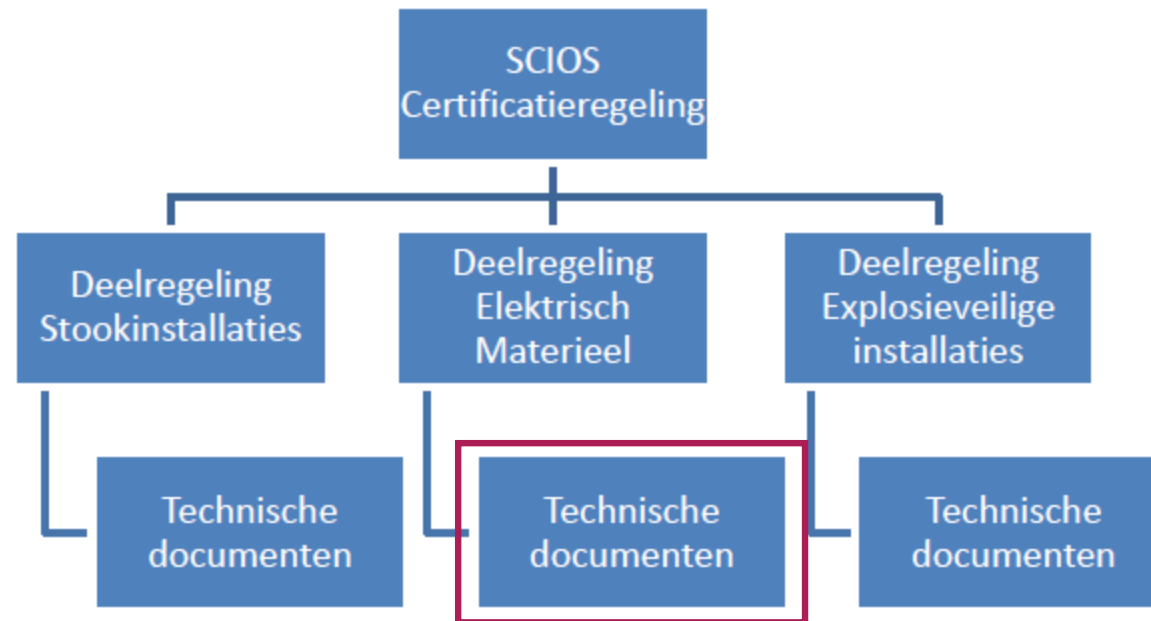 SCIOS
Certificatieregeling
Deelregeling
Stookinstallaties
Deelregeling
Elektrisch
Materieel
Deelregeling
Explosieveilige
installaties
Technische
documenten
Technische
documenten
Technische
documenten